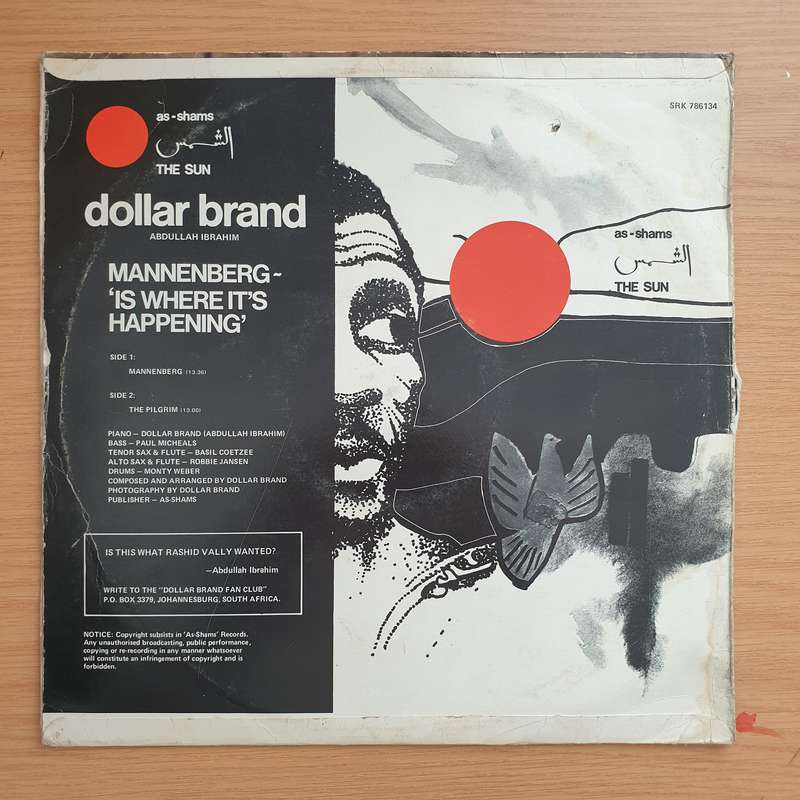 as-shams
الشمس
THE SUN
dollar brand
ABDULLAH IBRAHIM
MANNENBERG~
‘IS WHERE IT'S
HAPPENING’
SIDE 1:
MANNENBERG (13.36)
SIDE 2:
THE PILGRIM (13.00)
PIANO – DOLLAR BRAND (ABDULLAH IBRAHIM)
BASS – PAUL MICHEALS
TENOR SAX & FLUTE – BASIL COETZEE
ALTO SAX & FLUTE – ROBBIE JANSEN
DRUMS – MONTY WEBER
COMPOSED AND ARRANGED BY DOLLAR BRAND
PHOTOGRAPHY BY DOLLAR BRAND
PUBLISHER – AS-SHAMS
IS THIS WHAT RASHID VALLY WANTED?
—Abdullah Ibrahim
WRITE TO THE "DOLLAR BRAND FAN CLUB"
P.O. BOX 3379, JOHANNESBURG, SOUTH AFRICA.
NOTICE: Copyright subsists in 'As-Shams' Records.
Any unauthorised broadcasting, public performance,
copying or re-recording in any manner whatsoever
will constitute an infringement of copyright and is
forbidden.
SRK 786134
as-shams
الشمس
THE SUN